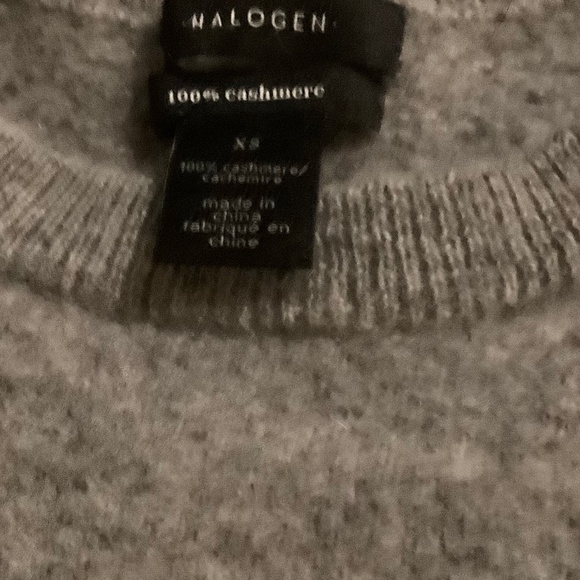 HALOGEN
100% cashmere
XS
100% cashmere/
cachemire
made in
china
fabriqué en
chine